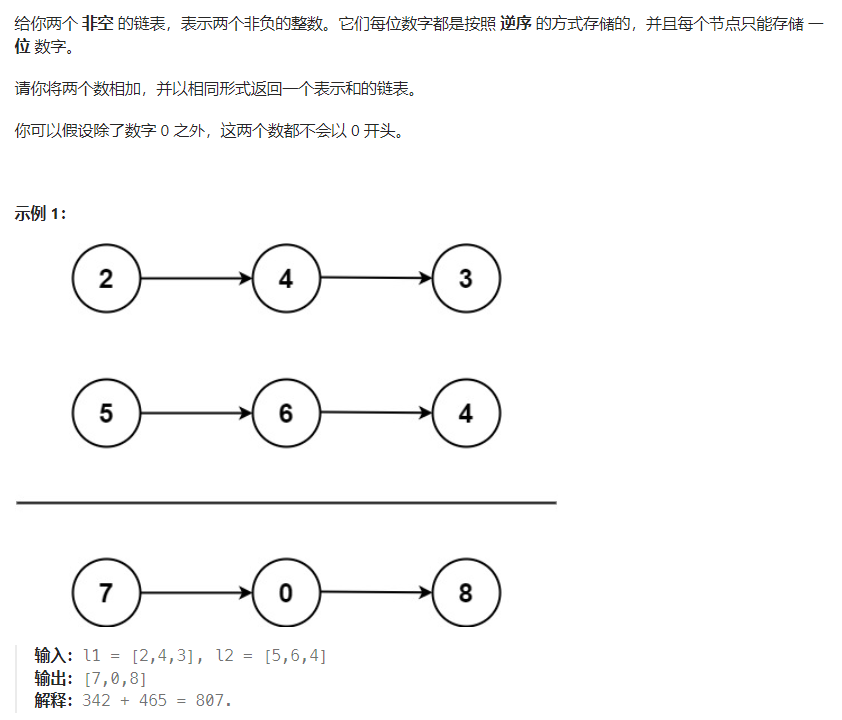 给你两个 非空 的链表，表示两个非负的整数。它们每位数字都是按照 逆序 的方式存储的，并且每个节点只能存储 一
位 数字。
请你将两个数相加，并以相同形式返回一个表示和的链表。
你可以假设除了数字 0 之外，这两个数都不会以 0 开头。
示例 1：
2 4 3
5 6 4
7 0 8
输入：l1 = [2,4,3], l2 = [5,6,4]
输出：[7,0,8]
解释：342 + 465 = 807.